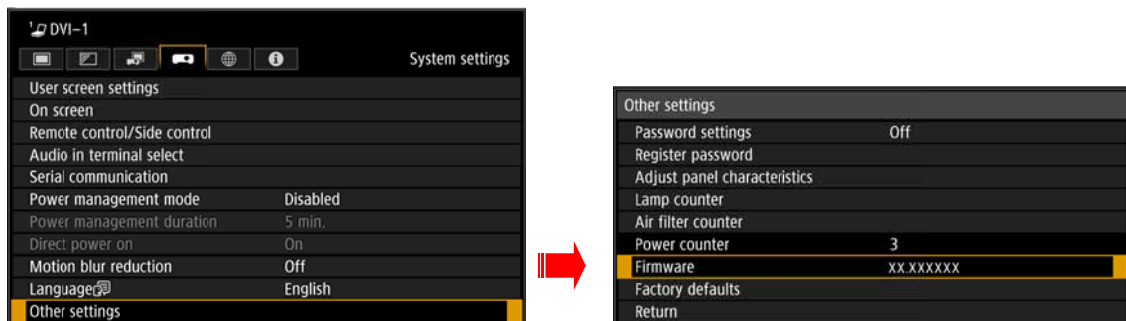 1 DVI-1
System settings
User screen settings
On screen
Remote control/Side control
Audio in terminal select
Serial communication
Power management mode Disabled
Power management duration 5 min.
Direct power on On
Motion blur reduction Off
Language English
Other settings
Other settings
Password settings Off
Register password
Adjust panel characteristics
Lamp counter
Air filter counter
Power counter 3
Firmware XX.XXXXXX
Factory defaults
Return